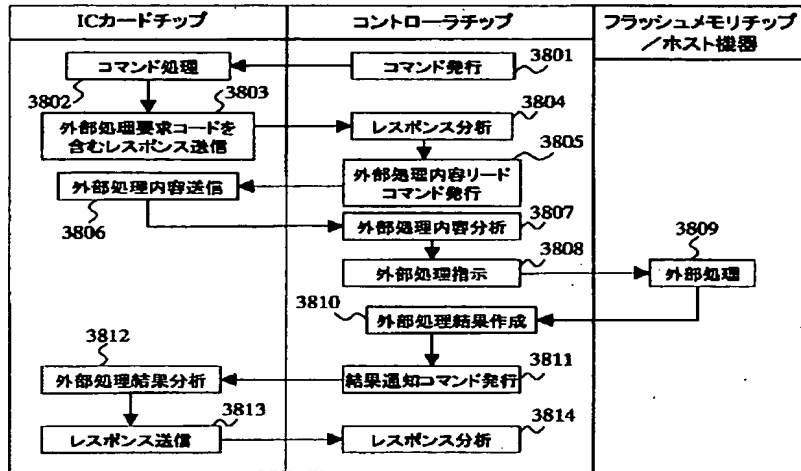 ICカードチップ
コントローラチップ
フラッシュメモリチップ
／ホスト機器
コマンド処理
コマンド発行
3801
3802
3803
外部処理要求コードを
含むレスポンス送信
レスポンス分析
3804
3805
外部処理内容リード
コマンド発行
外部処理内容送信
3806
外部処理内容分析
3807
3808
外部処理指示
3809
外部処理
3810
外部処理結果作成
3812
外部処理結果分析
結果通知コマンド発行
3811
3813
レスポンス送信
レスポンス分析
3814